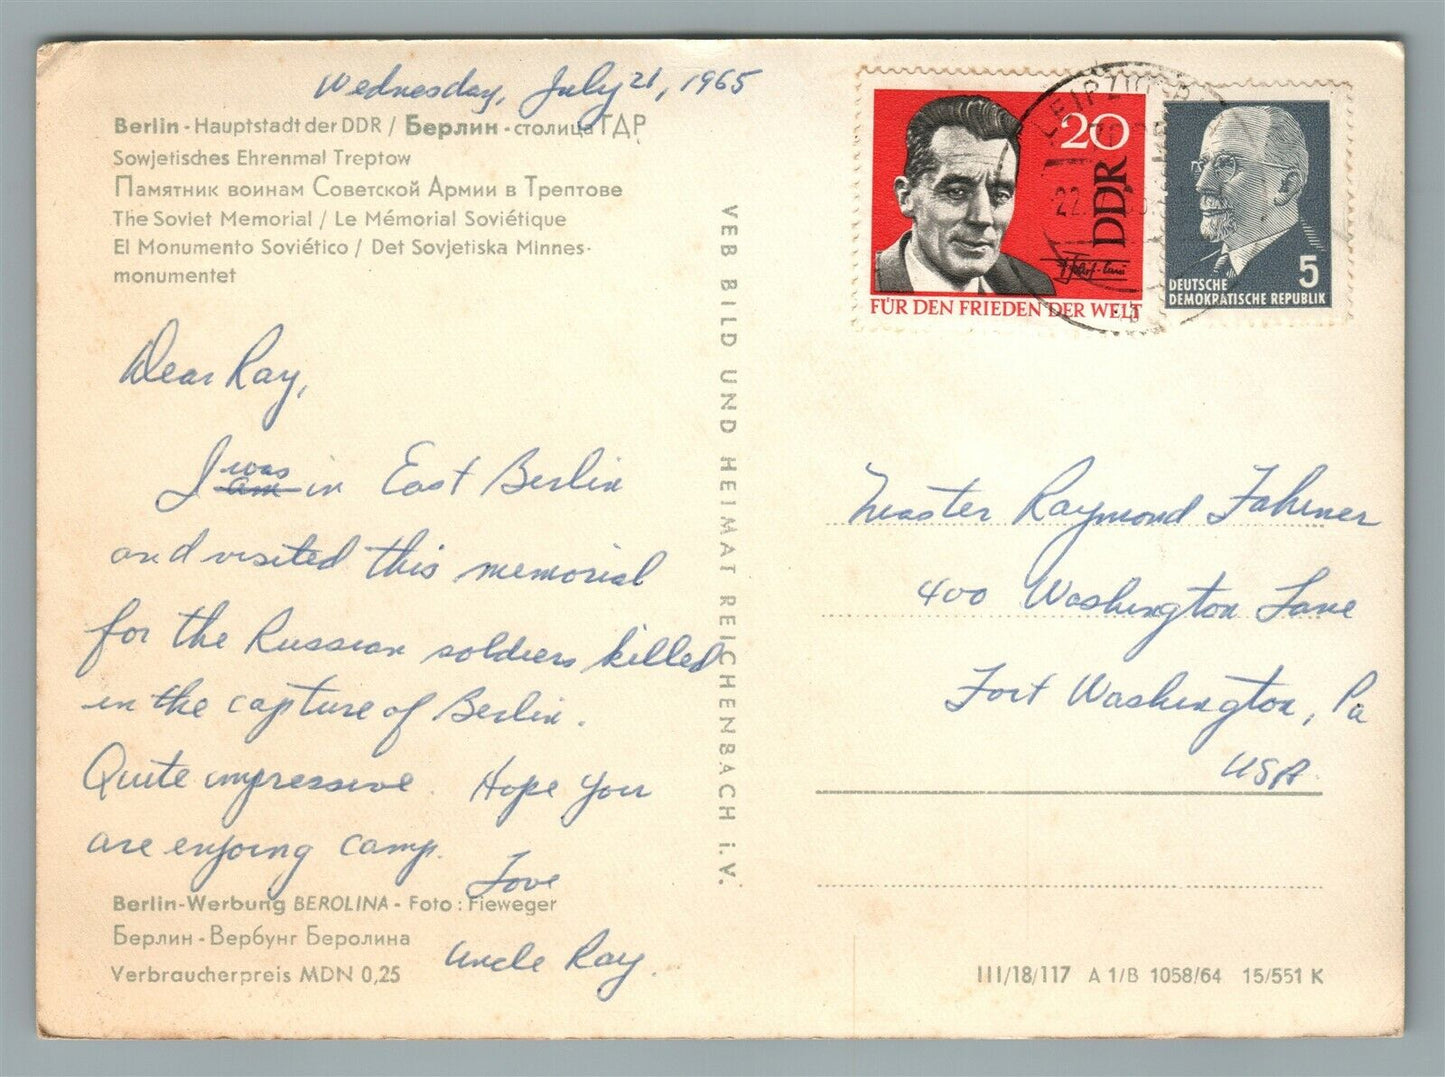 Wednesday, July 21, 1965
Berlin - Hauptstadt der DDR / Берлин - столица ГДР
Sowjetisches Ehrenmal Treptow
Памятник воинам Советской Армии в Трептове
The Soviet Memorial / Le Mémorial Soviétique
El Monumento Soviético / Det Sovjetiska Minnes-
monumentet
Dear Ray,
I was am in East Berlin
and visited this memorial
for the Russian soldiers killed
in the capture of Berlin.
Quite impressive. Hope you
are enjoing camp.
Love
Uncle Ray.
Berlin-Werbung BEROLINA - Foto: Fieweger
Берлин - Вербунг Беролина
Verbraucherpreis MDN 0,25
VEB BILD UND HEIMAT REICHENBACH i. V.
20
DDR
FÜR DEN FRIEDEN DER WELT
LEIPZIG
22.
5
DEUTSCHE
DEMOKRATISCHE REPUBLIK
Master Raymond Fahrner
400 Washington Lane
Fort Washington, Pa
USA.
III/18/117 A 1/B 1058/64 15/551 K